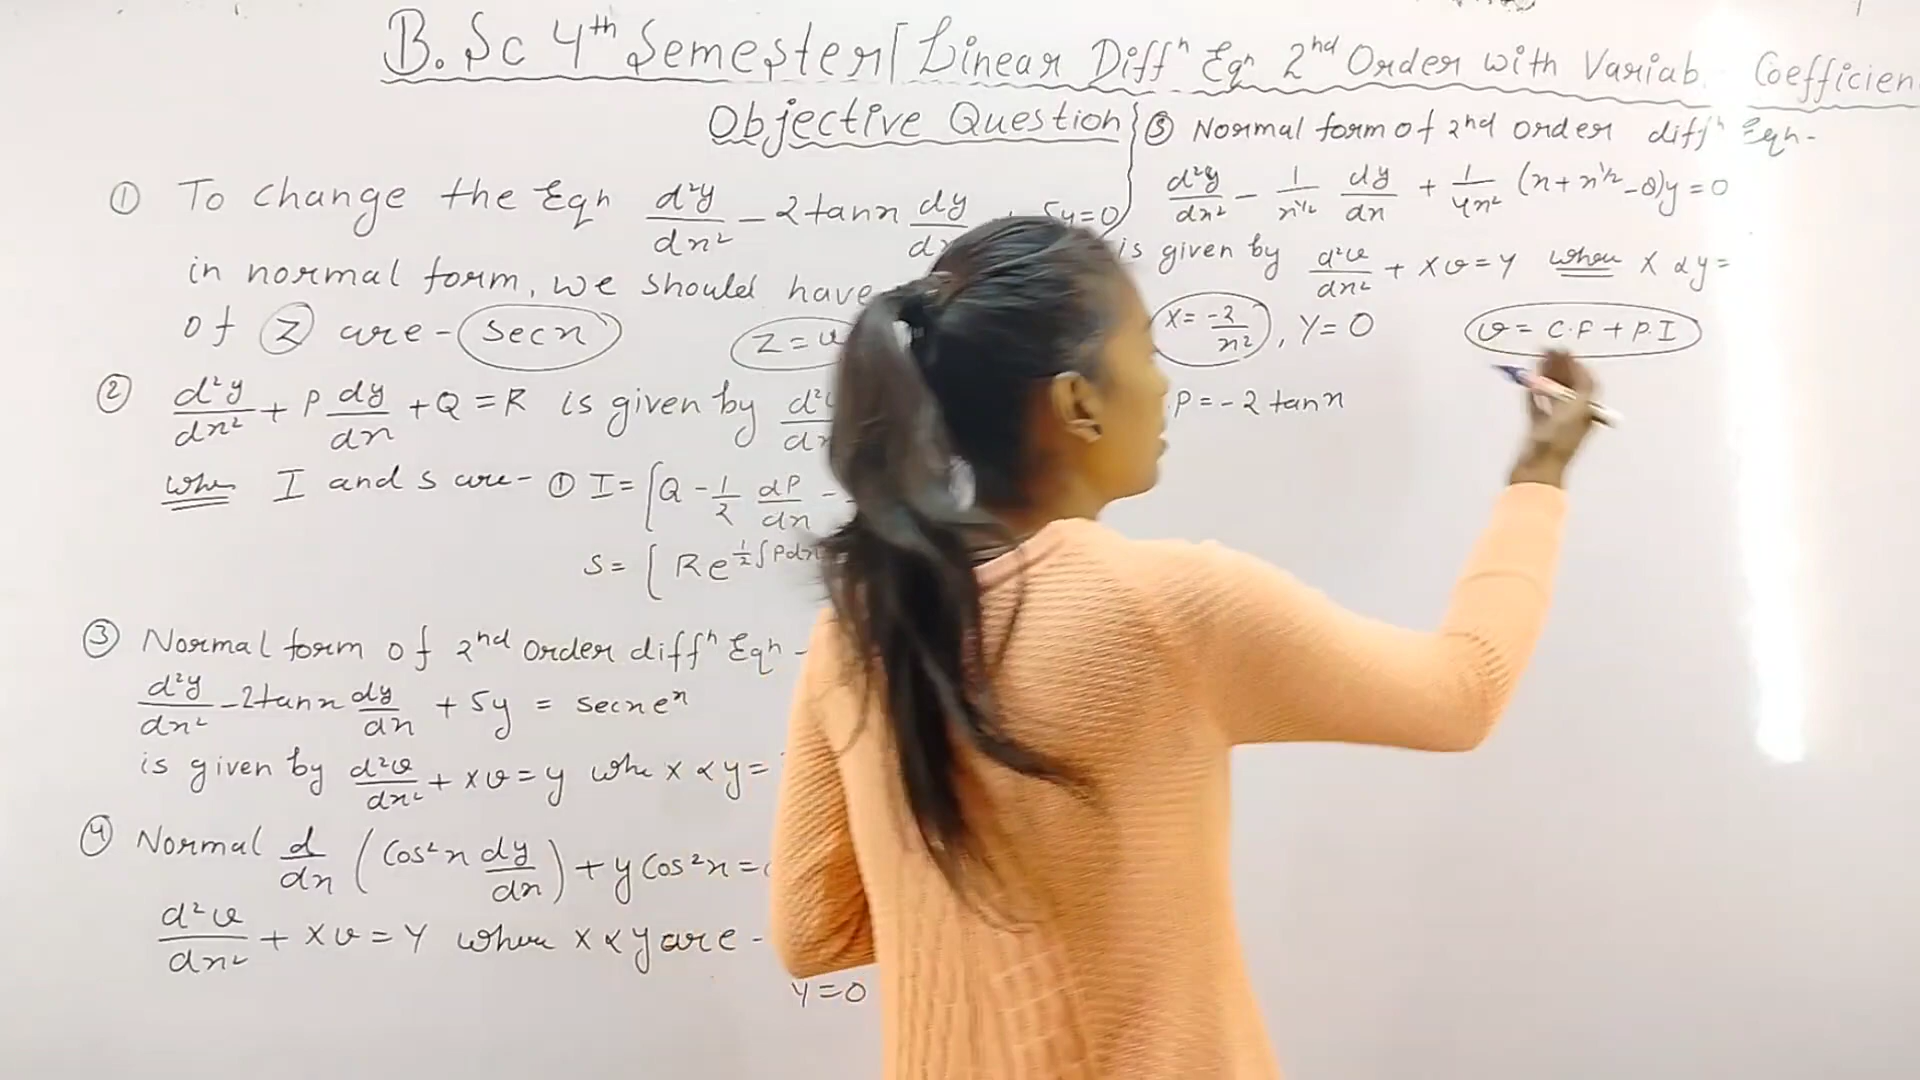 B.Sc 4th Semester | Linear Diffn Eqn 2nd Order with Variab Coefficien
Objective Question
① To change the Eqn d²y/dx² - 2tanx dy/dx + 5y=0
in normal form, we should have
of z are - secx
z = v
② d²y/dx² + P dy/dx + Q = R is given by d²v/dx
when I and S are - ① I = [Q - 1/2 dP/dx -
S = [Re^{1/2∫Pdx
③ Normal form of 2nd Order diffn Eqn -
d²y/dx² - 2tanx dy/dx + 5y = secx e^x
is given by d²v/dx² + xv = y whe x & y =
④ Normal d/dx (Cos²x dy/dx) + y Cos²x =
d²v/dx² + Xv = Y when x & y are -
Y=0
⑤ Normal form of 2nd order diffn Eqn -
d²y/dx² - 1/x^{1/2} dy/dx + 1/4x² (x + x^{1/2} - 8)y = 0
is given by d²v/dx² + Xv = Y when X & y =
X = -2/x², Y = 0
v = C.F + P.I
P = -2 tanx